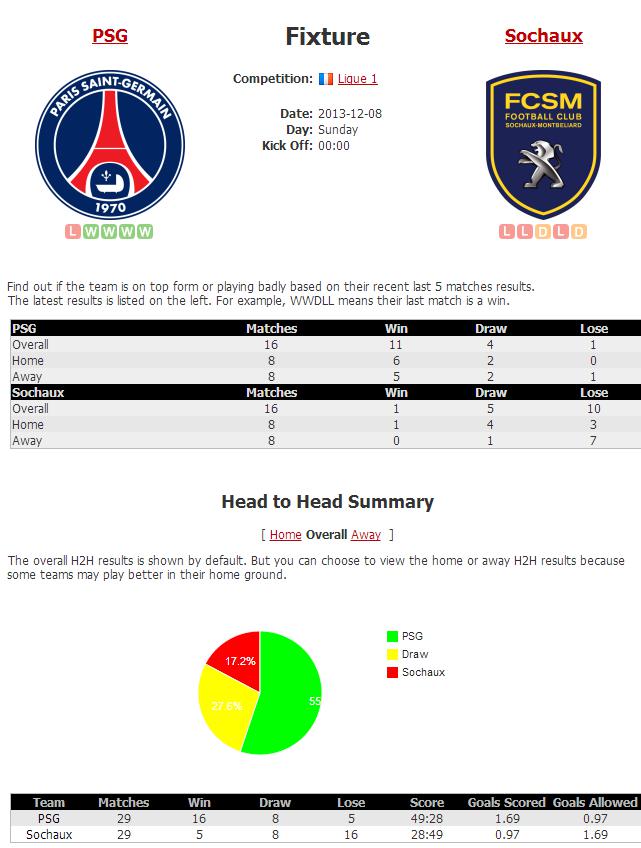 PSG
Fixture
Sochaux
Competition: Ligue 1
PARIS SAINT-GERMAIN
1970
FCSM
FOOTBALL CLUB
SOCHAUX-MONTBELIARD
Date: 2013-12-08
Day: Sunday
Kick Off: 00:00
L W W W W
L L D L D
Find out if the team is on top form or playing badly based on their recent last 5 matches results.
The latest results is listed on the left. For example, WWDLL means their last match is a win.
PSG Matches Win Draw Lose
Overall 16 11 4 1
Home 8 6 2 0
Away 8 5 2 1
Sochaux Matches Win Draw Lose
Overall 16 1 5 10
Home 8 1 4 3
Away 8 0 1 7
Head to Head Summary
[ Home Overall Away ]
The overall H2H results is shown by default. But you can choose to view the home or away H2H results because
some teams may play better in their home ground.
PSG
Draw
Sochaux
17.2%
27.6%
55
Team Matches Win Draw Lose Score Goals Scored Goals Allowed
PSG 29 16 8 5 49:28 1.69 0.97
Sochaux 29 5 8 16 28:49 0.97 1.69